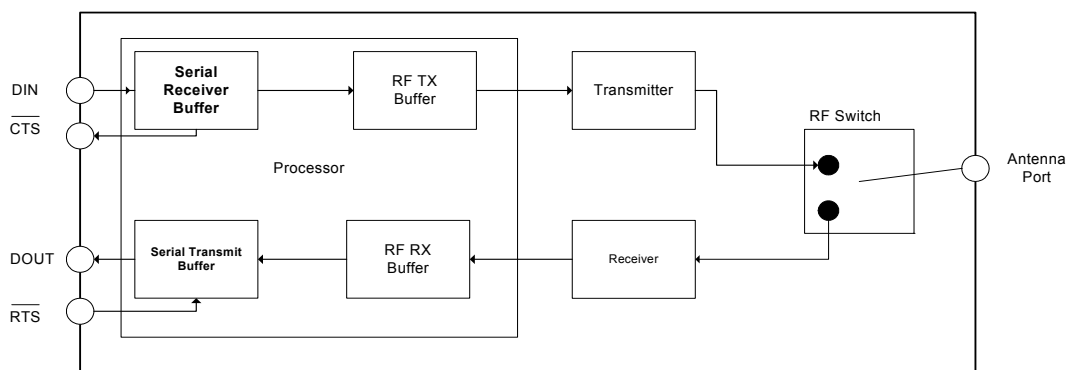 DIN
CTS
Serial
Receiver
Buffer
RF TX
Buffer
Transmitter
RF Switch
Antenna
Port
Processor
DOUT
RTS
Serial Transmit
Buffer
RF RX
Buffer
Receiver